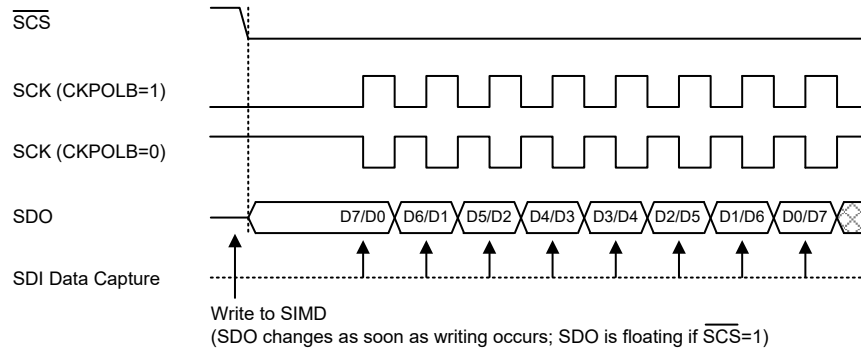 SCS
SCK (CKPOLB=1)
SCK (CKPOLB=0)
SDO D7/D0 D6/D1 D5/D2 D4/D3 D3/D4 D2/D5 D1/D6 D0/D7
SDI Data Capture
Write to SIMD
(SDO changes as soon as writing occurs; SDO is floating if SCS=1)